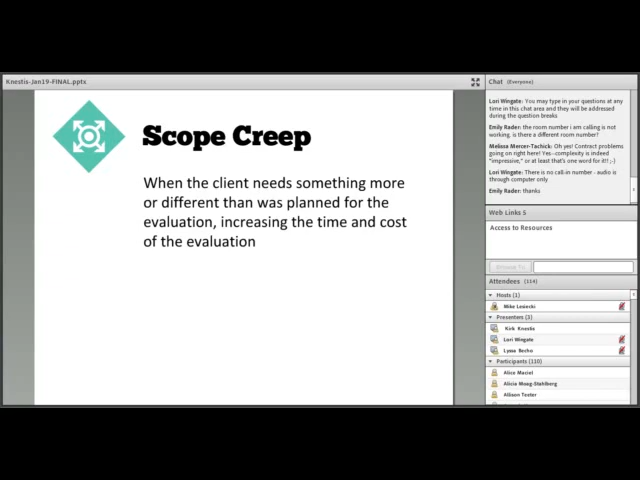 Knestis-Jan19-FINAL.pptx
Scope Creep
When the client needs something more
or different than was planned for the
evaluation, increasing the time and cost
of the evaluation
Chat (Everyone)
Lori Wingate: You may type in your questions at any
time in this chat area and they will be addressed
during the question breaks
Emily Rader: the room number i am calling is not
working, is there a different room number?
Melissa Mercer-Tachick: Oh yes! Contract problems
going on right here! Yes--complexity is indeed
"impressive," or at least that's one word for it!! ;-)
Lori Wingate: There is no call-in number - audio is
through computer only
Emily Rader: thanks
Web Links 5
Access to Resources
Browse To
Attendees (114)
Hosts (1)
Mike Lesiecki
Presenters (3)
Kirk Knestis
Lori Wingate
Lyssa Becho
Participants (110)
Alice Maciel
Alicia Moag-Stahlberg
Allison Teeter